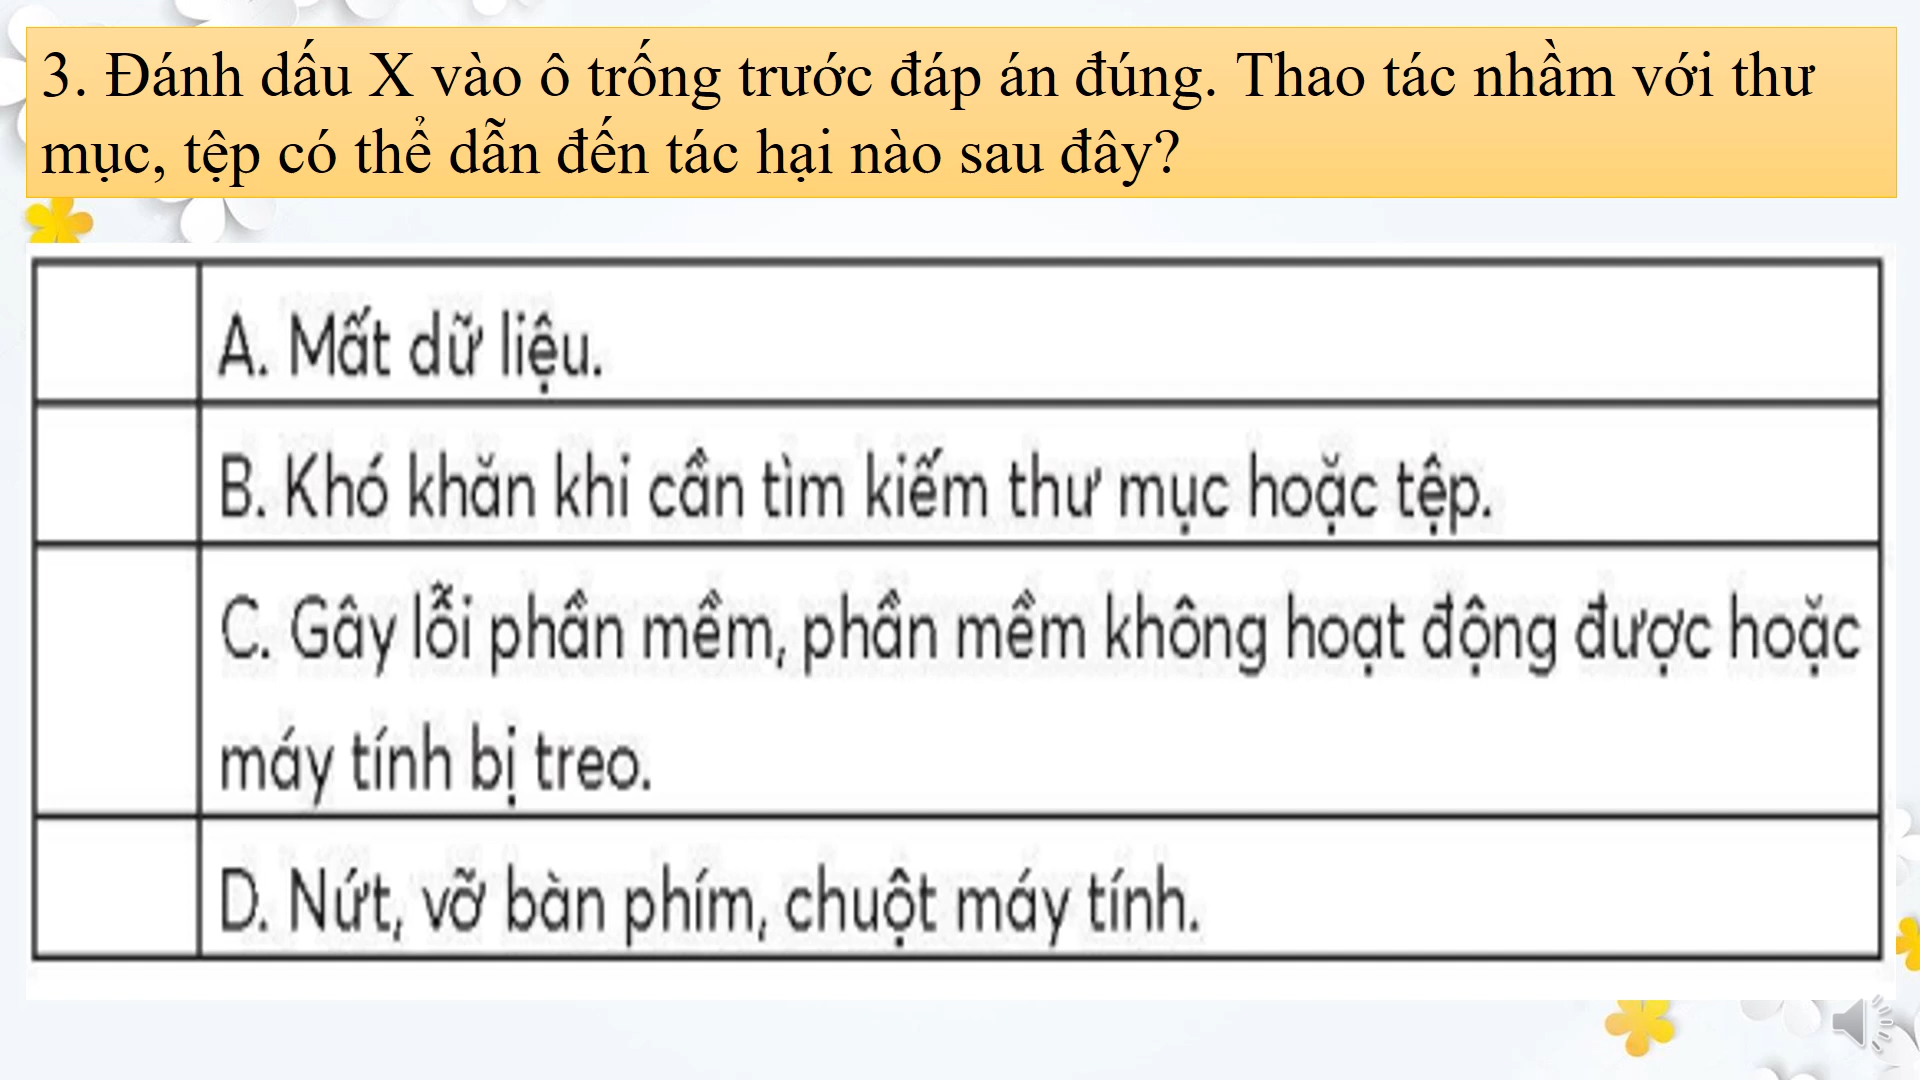 3. Đánh dấu X vào ô trống trước đáp án đúng. Thao tác nhầm với thư
mục, tệp có thể dẫn đến tác hại nào sau đây?
A. Mất dữ liệu.
B. Khó khăn khi cần tìm kiếm thư mục hoặc tệp.
C. Gây lỗi phần mềm, phần mềm không hoạt động được hoặc
máy tính bị treo.
D. Nứt, vỡ bàn phím, chuột máy tính.